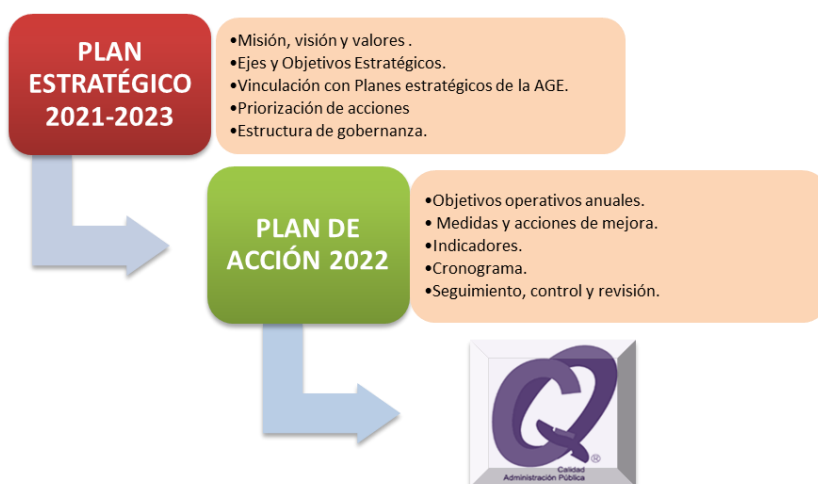 PLAN
ESTRATÉGICO
2021-2023
•Misión, visión y valores .
•Ejes y Objetivos Estratégicos.
•Vinculación con Planes estratégicos de la AGE.
•Priorización de acciones
•Estructura de gobernanza.
PLAN DE
ACCIÓN 2022
•Objetivos operativos anuales.
• Medidas y acciones de mejora.
•Indicadores.
•Cronograma.
•Seguimiento, control y revisión.
CQ
®
Calidad
Administración Pública